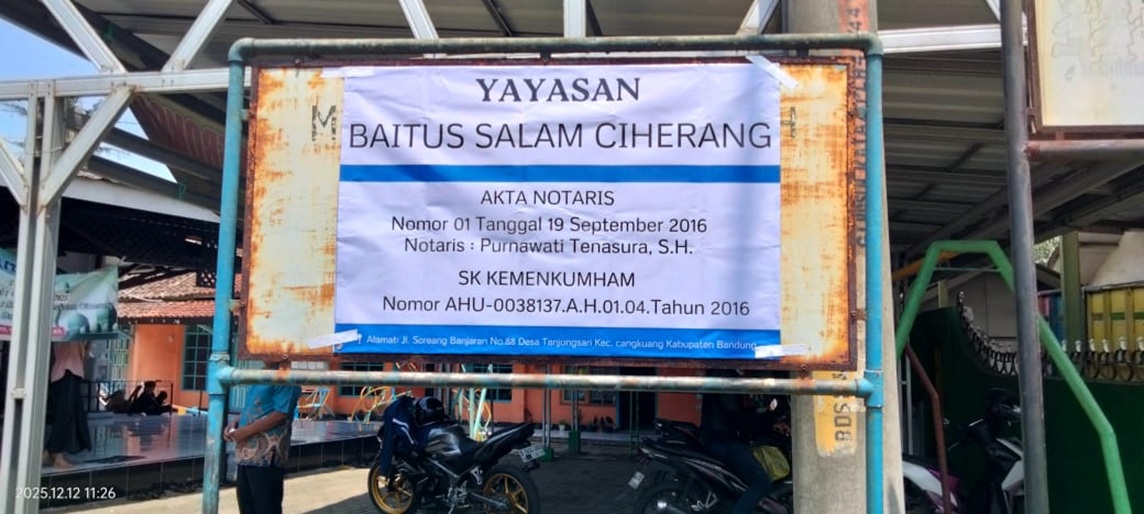 YAYASAN
BAITUS SALAM CIHERANG
AKTA NOTARIS
Nomor 01 Tanggal 19 September 2016
Notaris : Purnawati Tenasura, S.H.
SK KEMENKUMHAM
Nomor AHU-0038137.A.H.01.04.Tahun 2016
Alamat: Jl. Soreang Banjaran No.88 Desa Tanjungsari Kec. cangkuang Kabupaten Bandung
2025.12.12 11:26